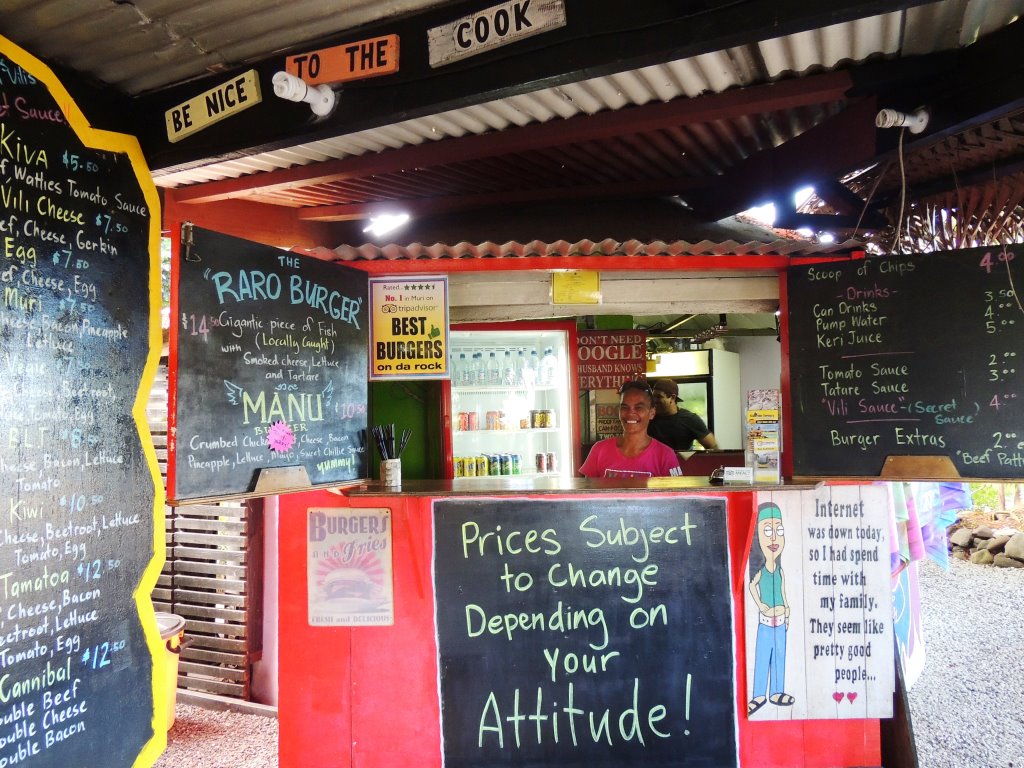 BE NICE
TO THE
COOK
Vilis
Sauce
Kiva $5.50
Watties Tomato Sauce
Vili Cheese $7.50
Cheese, Gerkin
Egg $7.50
Cheese, Egg
Muri
Cheese, Bacon, Pineapple
Lettuce
Beetroot
Tomato, Egg
Cheese, Bacon, Lettuce
Tomato
Kiwi $10.50
Cheese, Beetroot, Lettuce
Tomato, Egg
Tamatoa $12.50
Cheese, Bacon
Lettuce
Tomato, Egg
Cannibal $12.50
Double Beef
Double Cheese
Double Bacon
THE
"RARO BURGER"
$14.50 Gigantic piece of Fish
(Locally Caught)
with Smoked cheese, Lettuce
and Tartare
"MANU" $10.50
BURGER
Crumbed Chicken, Cheese, Bacon
Pineapple, Lettuce, Mayo, Sweet Chillie Sauce
yummy!
Rated...
No. 1 in Muri on
tripadvisor
BEST
BURGERS
on da rock
DON'T NEED
GOOGLE
HUSBAND KNOWS
EVERYTHING
Scoop of Chips 4.00
-Drinks-
Can Drinks 3.50
Pump Water 4.00
Keri Juice 5.00
Tomato Sauce 2.00
Tatare Sauce 3.00
"Vili Sauce" - (Secret Sauce) 4.00
Burger Extras 2.00
"Beef Patt
BURGERS
AND Fries
FRESH and DELICIOUS
Prices Subject
to Change
Depending on
your
Attitude!
Internet
was down today,
so I had spend
time with
my family.
They seem like
pretty good
people...